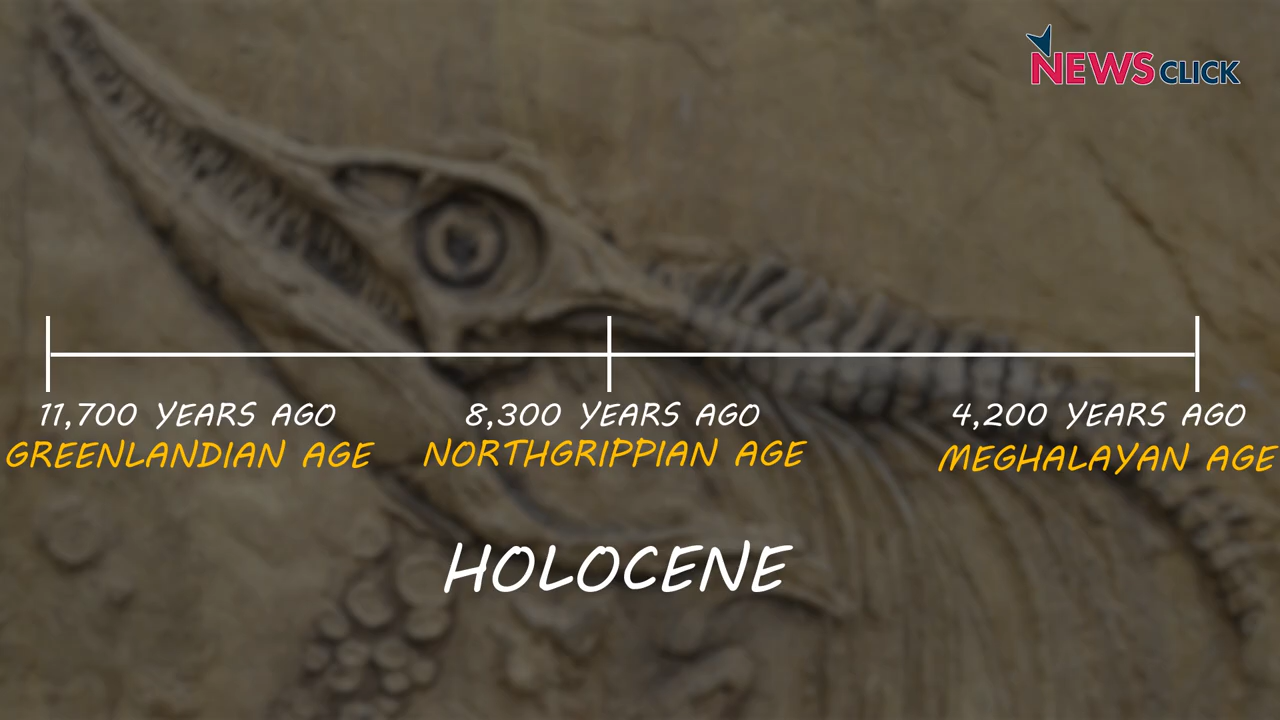 NEWSCLICK
11,700 YEARS AGO
GREENLANDIAN AGE
8,300 YEARS AGO
NORTHGRIPPIAN AGE
4,200 YEARS AGO
MEGHALAYAN AGE
HOLOCENE